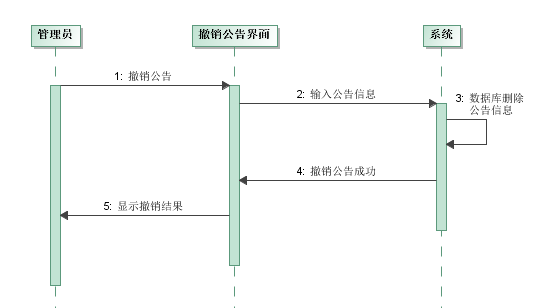 管理员
撤销公告界面
系统
1: 撤销公告
2: 输入公告信息
3: 数据库删除
公告信息
4: 撤销公告成功
5: 显示撤销结果